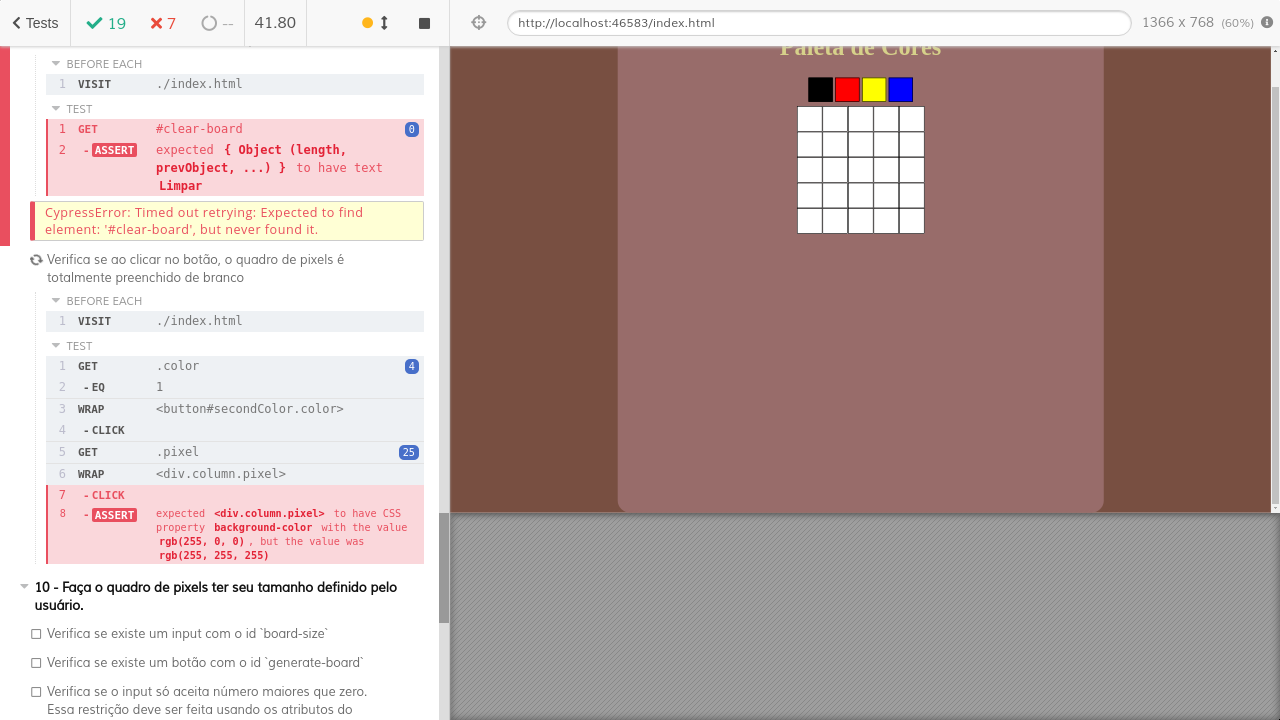 Tests 19 7 -- 41.80
http://localhost:46583/index.html 1366 x 768 (60%)
BEFORE EACH
1 VISIT ./index.html
TEST
1 GET #clear-board 0
2 - ASSERT expected { Object (length,
prevObject, ...) } to have text
Limpar
CypressError: Timed out retrying: Expected to find
element: '#clear-board', but never found it.
Verifica se ao clicar no botão, o quadro de pixels é
totalmente preenchido de branco
BEFORE EACH
1 VISIT ./index.html
TEST
1 GET .color 4
2 - EQ 1
3 WRAP <button#secondColor.color>
4 - CLICK
5 GET .pixel 25
6 WRAP <div.column.pixel>
7 - CLICK
8 - ASSERT expected <div.column.pixel> to have CSS
property background-color with the value
rgb(255, 0, 0) , but the value was
rgb(255, 255, 255)
10 - Faça o quadro de pixels ter seu tamanho definido pelo
usuário.
Verifica se existe um input com o id `board-size`
Verifica se existe um botão com o id `generate-board`
Verifica se o input só aceita número maiores que zero.
Essa restrição deve ser feita usando os atributos do
Paleta de Cores